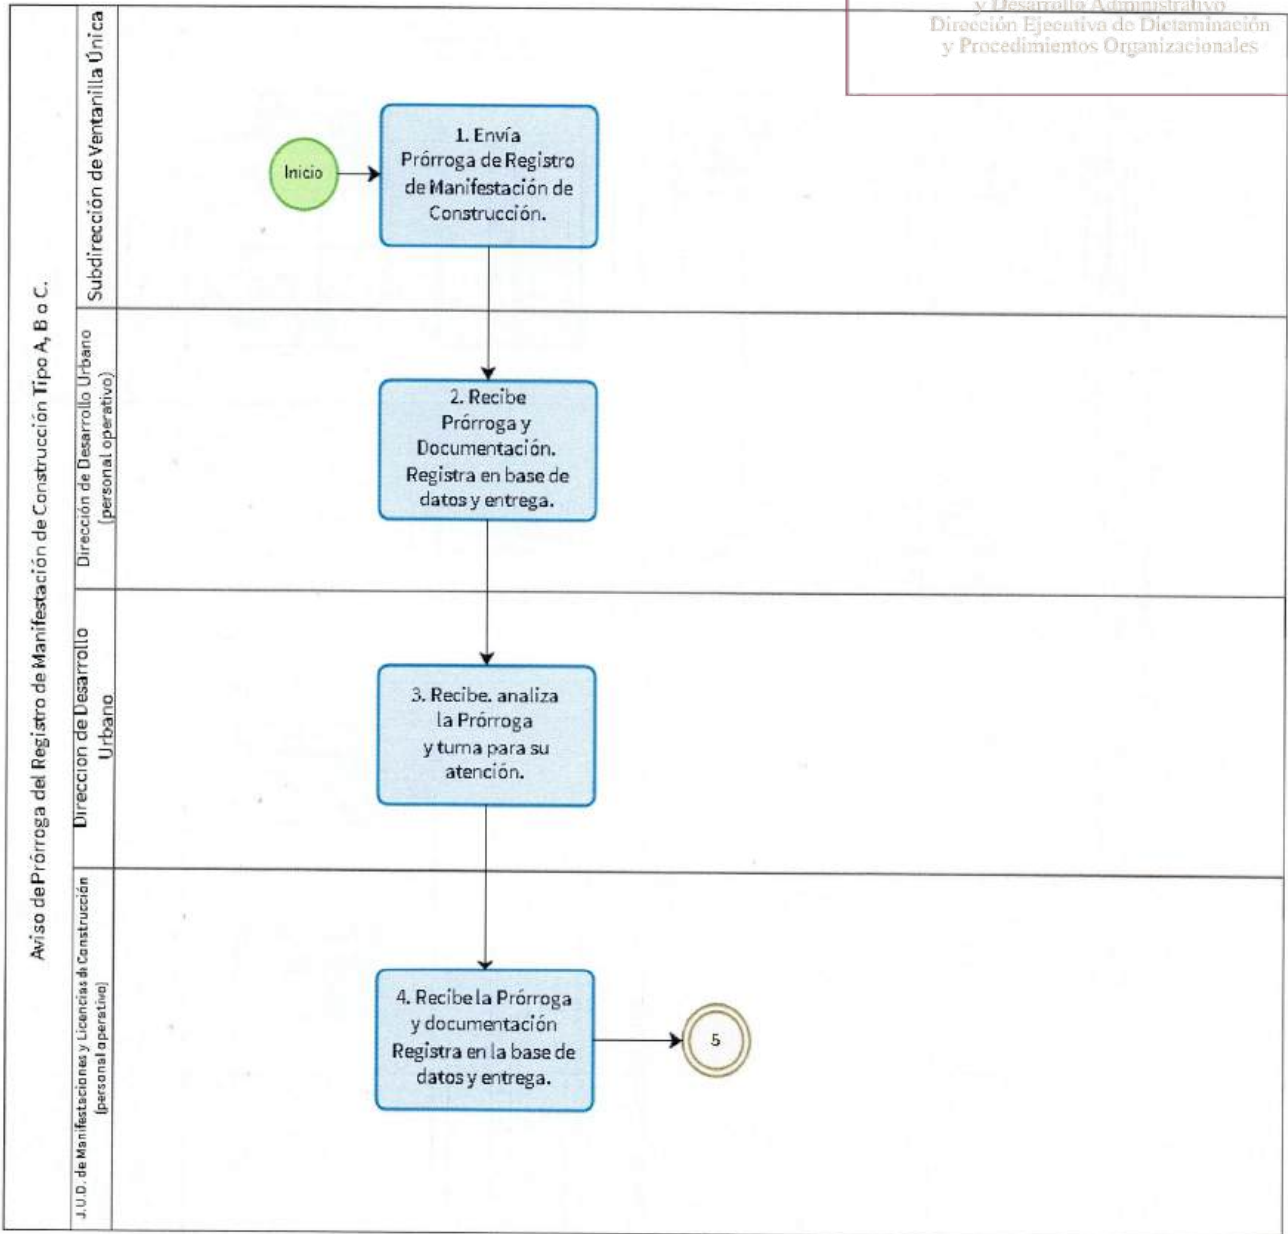 y Desarrollo Administrativo
Dirección Ejecutiva de Dictaminación
y Procedimientos Organizacionales
Aviso de Prórroga del Registro de Manifestación de Construcción Tipo A, B o C.
Subdirección de Ventanilla Única
Inicio
1. Envía
Prórroga de Registro
de Manifestación de
Construcción.
Dirección de Desarrollo Urbano
(personal operativo)
2. Recibe
Prórroga y
Documentación.
Registra en base de
datos y entrega.
Direccion de Desarrollo
Urbano
3. Recibe. analiza
la Prórroga
y turna para su
atención.
J.U.D. de Manifestaciones y Licencias de Construcción
(personal operativo)
4. Recibe la Prórroga
y documentación
Registra en la base de
datos y entrega.
5